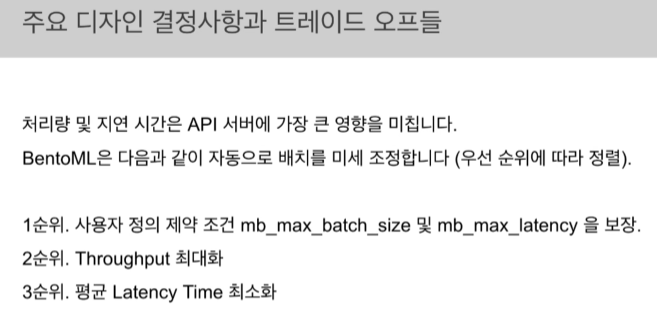 주요 디자인 결정사항과 트레이드 오프들
처리량 및 지연 시간은 API 서버에 가장 큰 영향을 미칩니다.
BentoML은 다음과 같이 자동으로 배치를 미세 조정합니다 (우선 순위에 따라 정렬).
1순위. 사용자 정의 제약 조건 mb_max_batch_size 및 mb_max_latency 을 보장.
2순위. Throughput 최대화
3순위. 평균 Latency Time 최소화